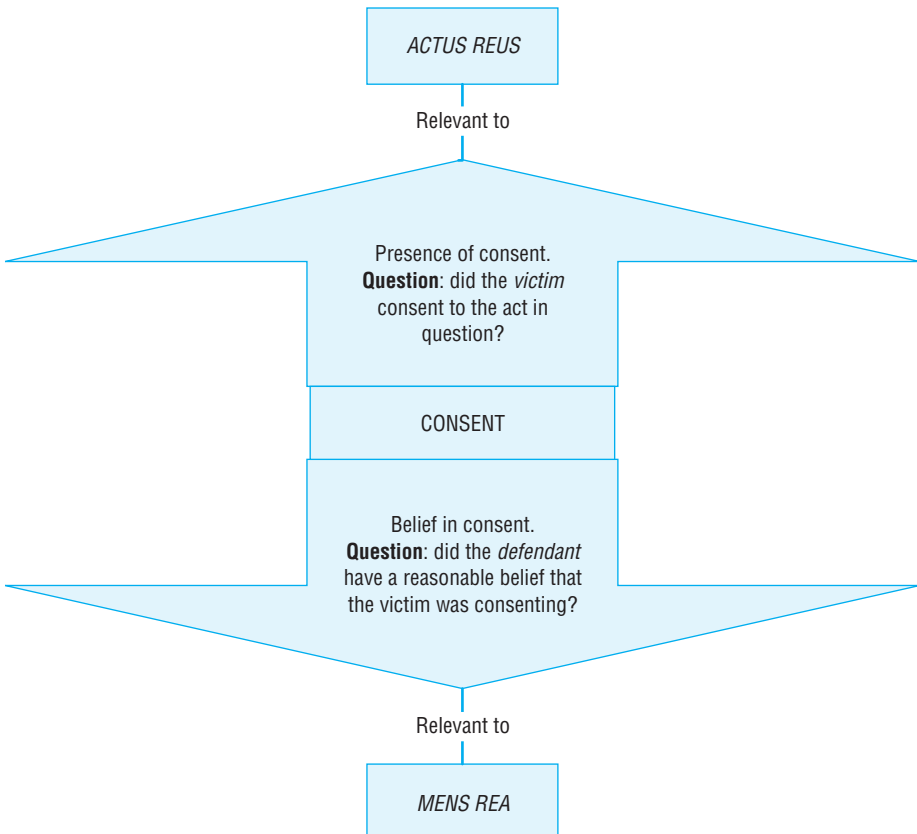 ACTUS REUS
Relevant to
Presence of consent.
Question: did the victim
consent to the act in
question?
CONSENT
Belief in consent.
Question: did the defendant
have a reasonable belief that
the victim was consenting?
Relevant to
MENS REA